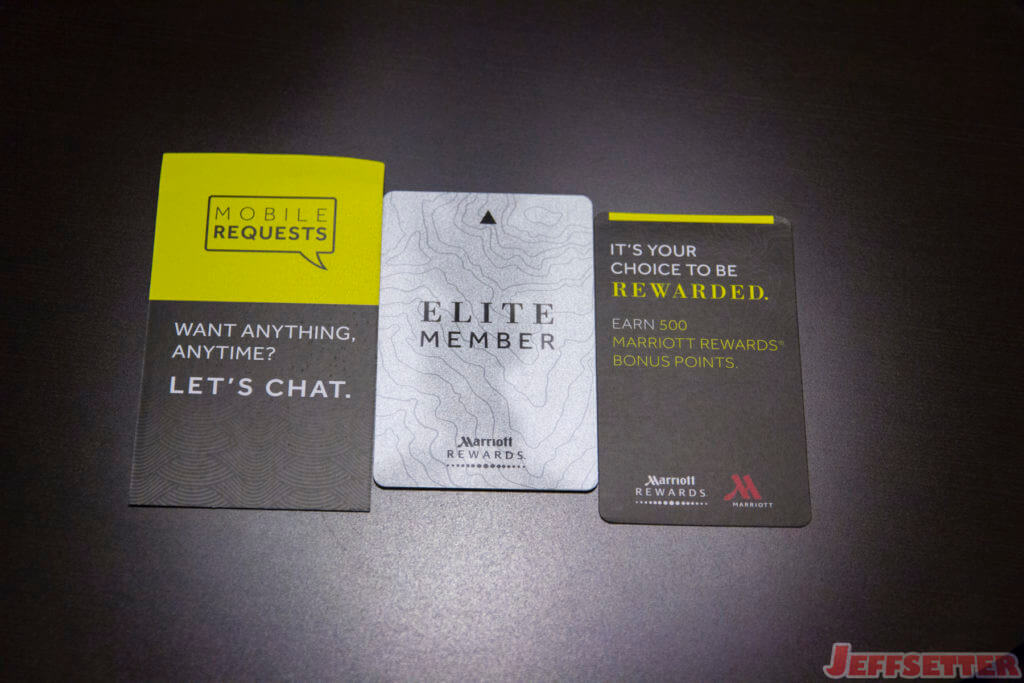 MOBILE
REQUESTS
WANT ANYTHING,
ANYTIME?
LET'S CHAT.
ELITE
MEMBER
Marriott
REWARDS
IT'S YOUR
CHOICE TO BE
REWARDED.
EARN 500
MARRIOTT REWARDS®
BONUS POINTS.
Marriott
REWARDS
MARRIOTT
JEFFSETTER